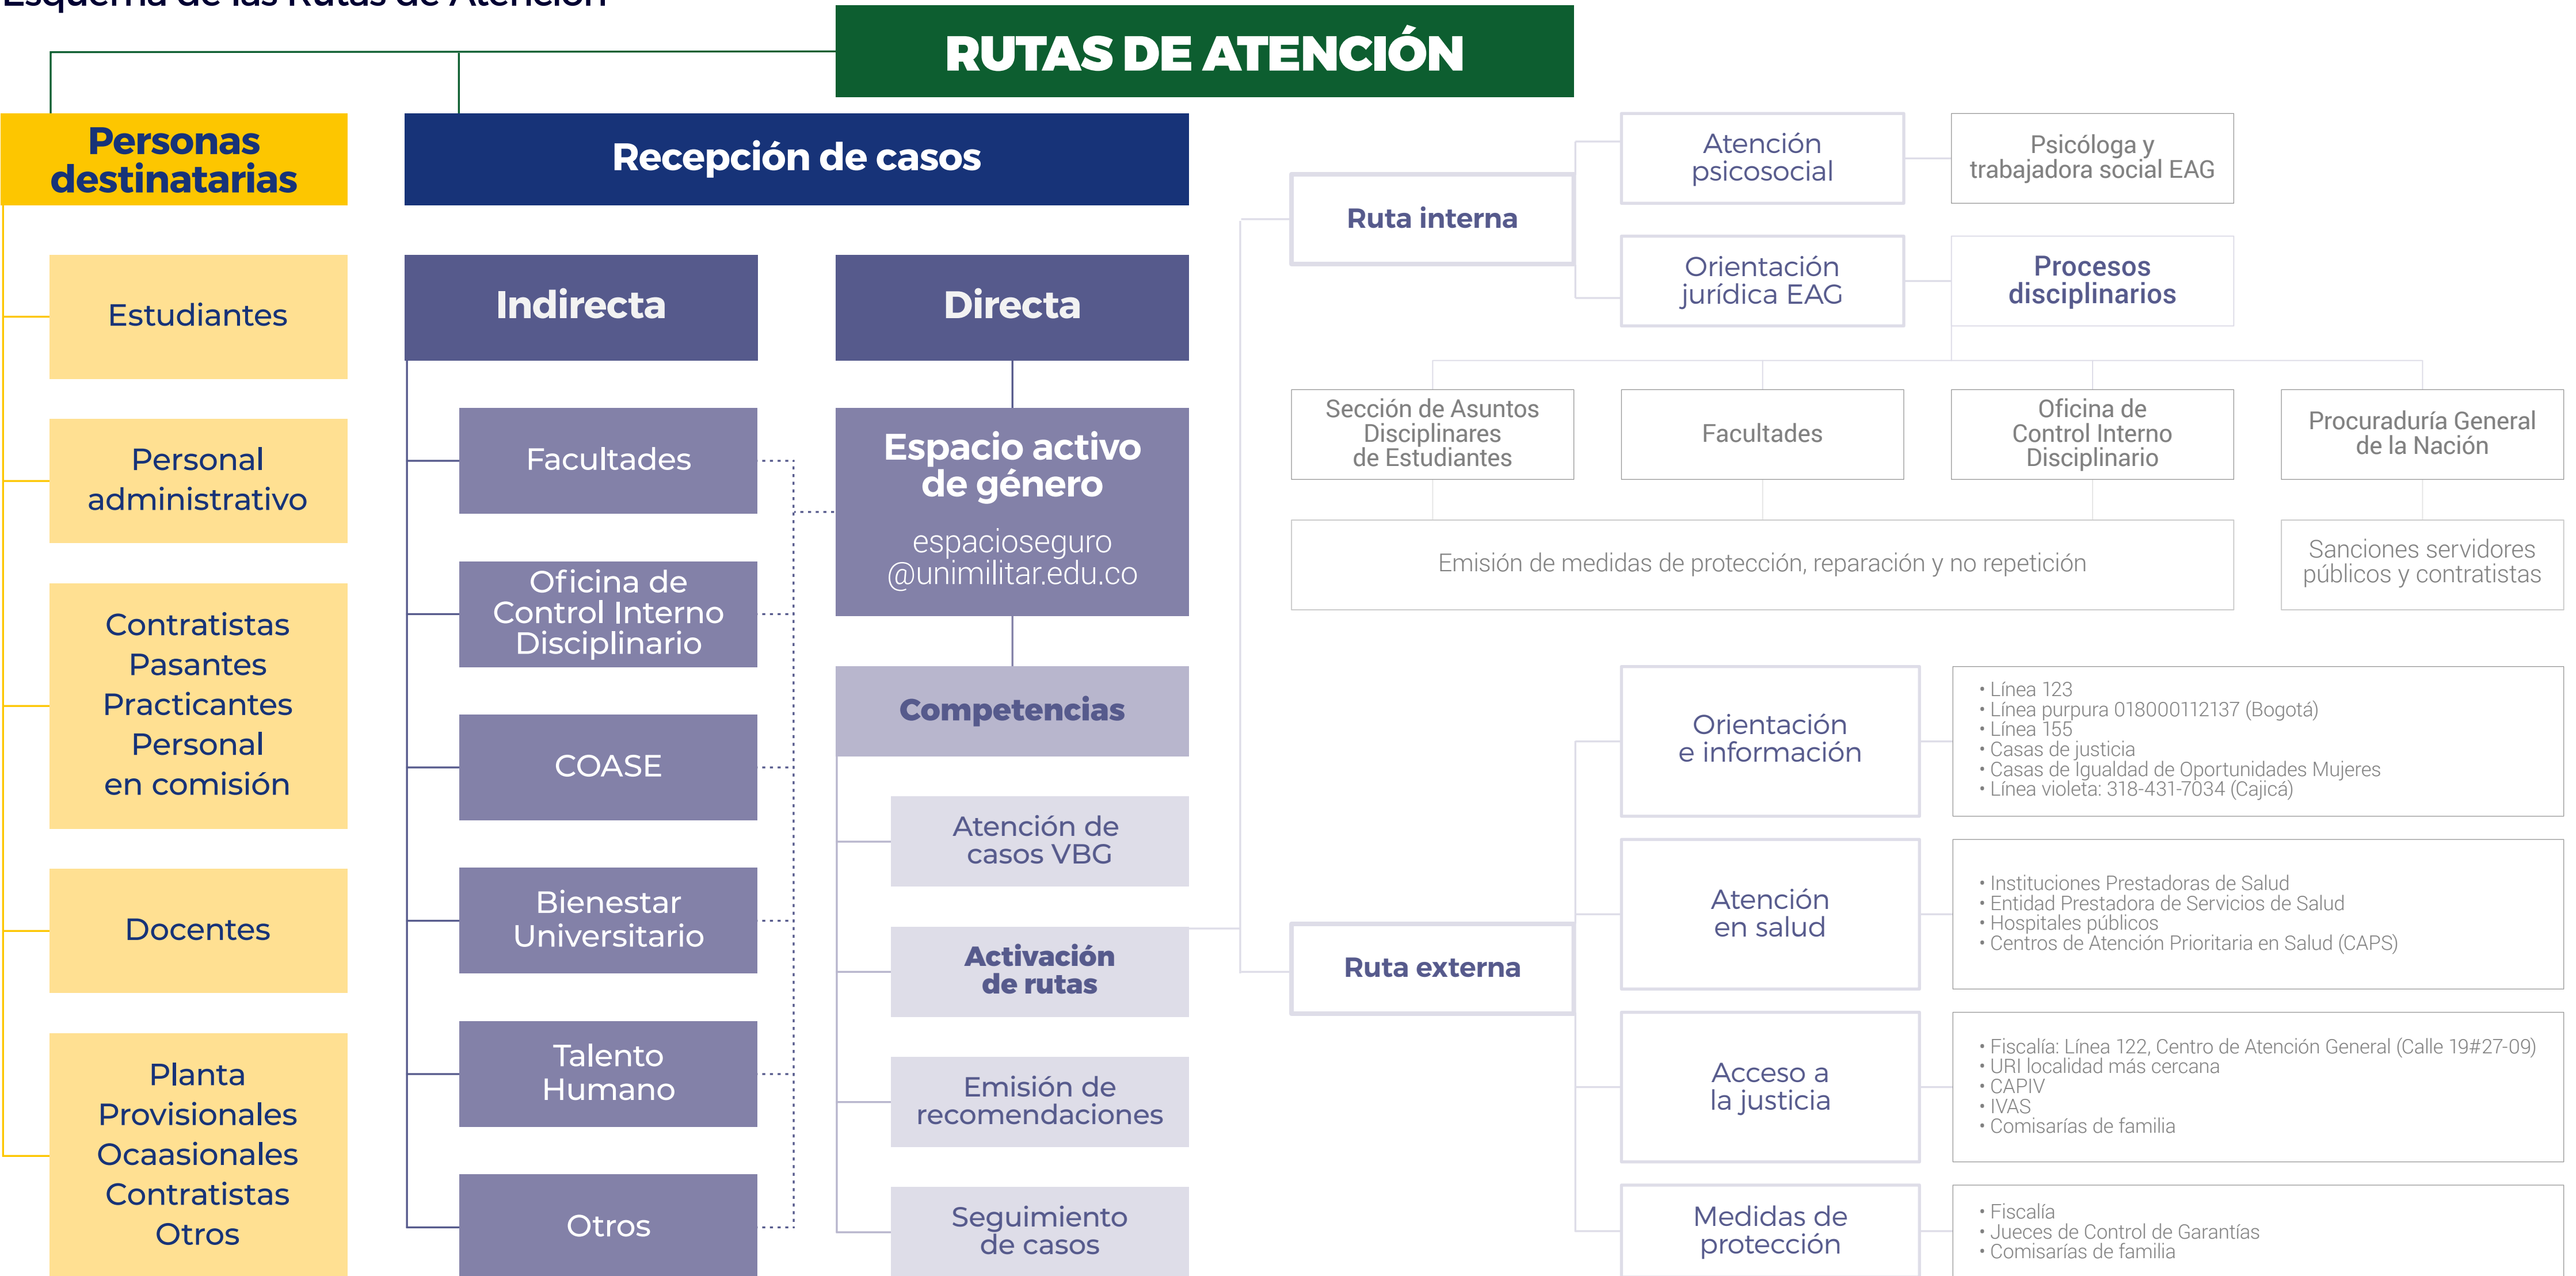 Esquema de las Rutas de Atención
RUTAS DE ATENCIÓN
Personas
destinatarias
Estudiantes
Personal
administrativo
Contratistas
Pasantes
Practicantes
Personal
en comisión
Docentes
Planta
Provisionales
Ocaasionales
Contratistas
Otros
Recepción de casos
Indirecta
Facultades
Oficina de
Control Interno
Disciplinario
COASE
Bienestar
Universitario
Talento
Humano
Otros
Directa
Espacio activo
de género
espacioseguro
@unimilitar.edu.co
Competencias
Atención de
casos VBG
Activación
de rutas
Emisión de
recomendaciones
Seguimiento
de casos
Ruta interna
Atención
psicosocial
Psicóloga y
trabajadora social EAG
Orientación
jurídica EAG
Procesos
disciplinarios
Sección de Asuntos
Disciplinares
de Estudiantes
Facultades
Oficina de
Control Interno
Disciplinario
Procuraduría General
de la Nación
Emisión de medidas de protección, reparación y no repetición
Sanciones servidores
públicos y contratistas
Ruta externa
Orientación
e información
• Línea 123
• Línea purpura 018000112137 (Bogotá)
• Línea 155
• Casas de justicia
• Casas de Igualdad de Oportunidades Mujeres
• Línea violeta: 318-431-7034 (Cajicá)
Atención
en salud
• Instituciones Prestadoras de Salud
• Entidad Prestadora de Servicios de Salud
• Hospitales públicos
• Centros de Atención Prioritaria en Salud (CAPS)
Acceso a
la justicia
• Fiscalía: Línea 122, Centro de Atención General (Calle 19#27-09)
• URI localidad más cercana
• CAPIV
• IVAS
• Comisarías de familia
Medidas de
protección
• Fiscalía
• Jueces de Control de Garantías
• Comisarías de familia